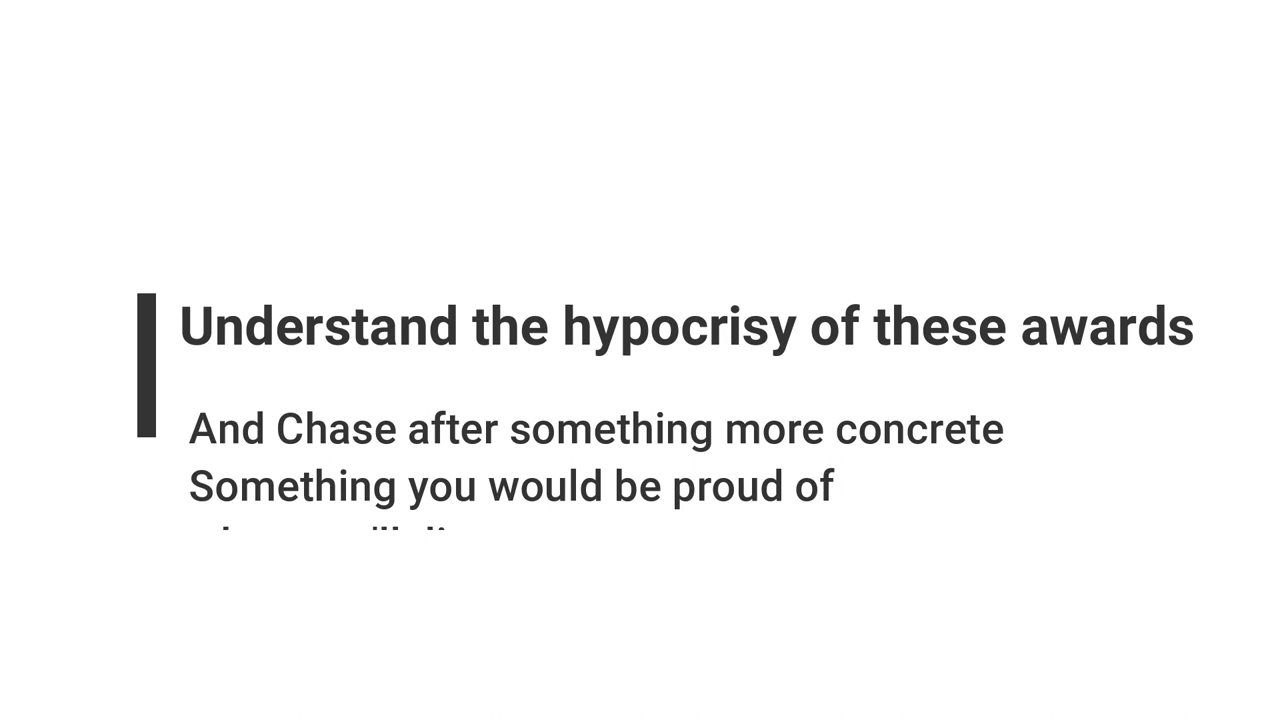 Understand the hypocrisy of these awards
And Chase after something more concrete
Something you would be proud of